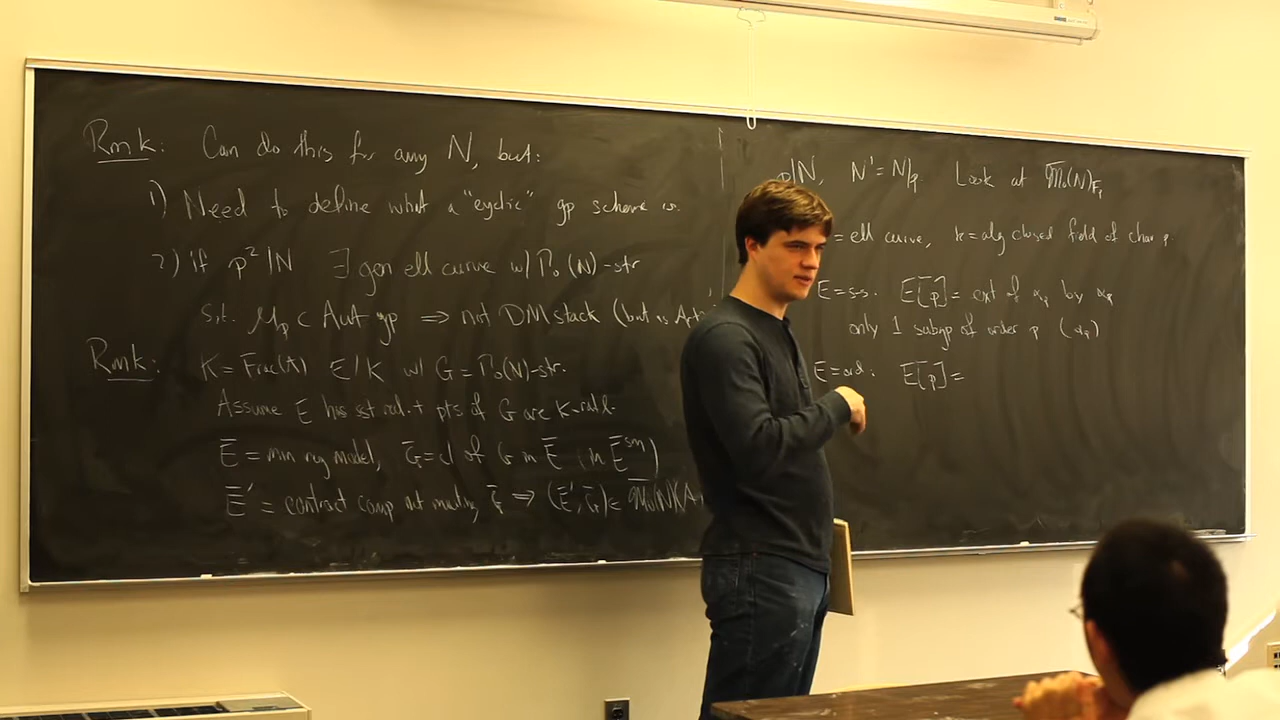 Rmk: Can do this for any N, but:
1) Need to define what a "cyclic" gp scheme is.
2) if p²|N ∃ gen ell curve w/ Γ₀(N)-str
s.t. μₚ ⊂ Aut gp ⟹ not DM stack (but is Art
Rmk: K = Frac(A) E/K w/ G = Γ₀(N)-str.
Assume E has sst red. + pts of G are K-ratl.
Ē = min reg model, Ḡ = cl of G in Ē (in Ē^sm)
Ē' = contract comp not meeting Ḡ ⟹ (Ē', Ḡ) ∈ 𝔐̄₀(N)(A
p|N, N' = N/p Look at 𝔐̄₀(N)_Fₚ
= ell curve, k = alg closed field of char p.
E = s.s. E[p] = ext of αₚ by αₚ
only 1 subgp of order p (αₚ)
E = ord: E[p] =